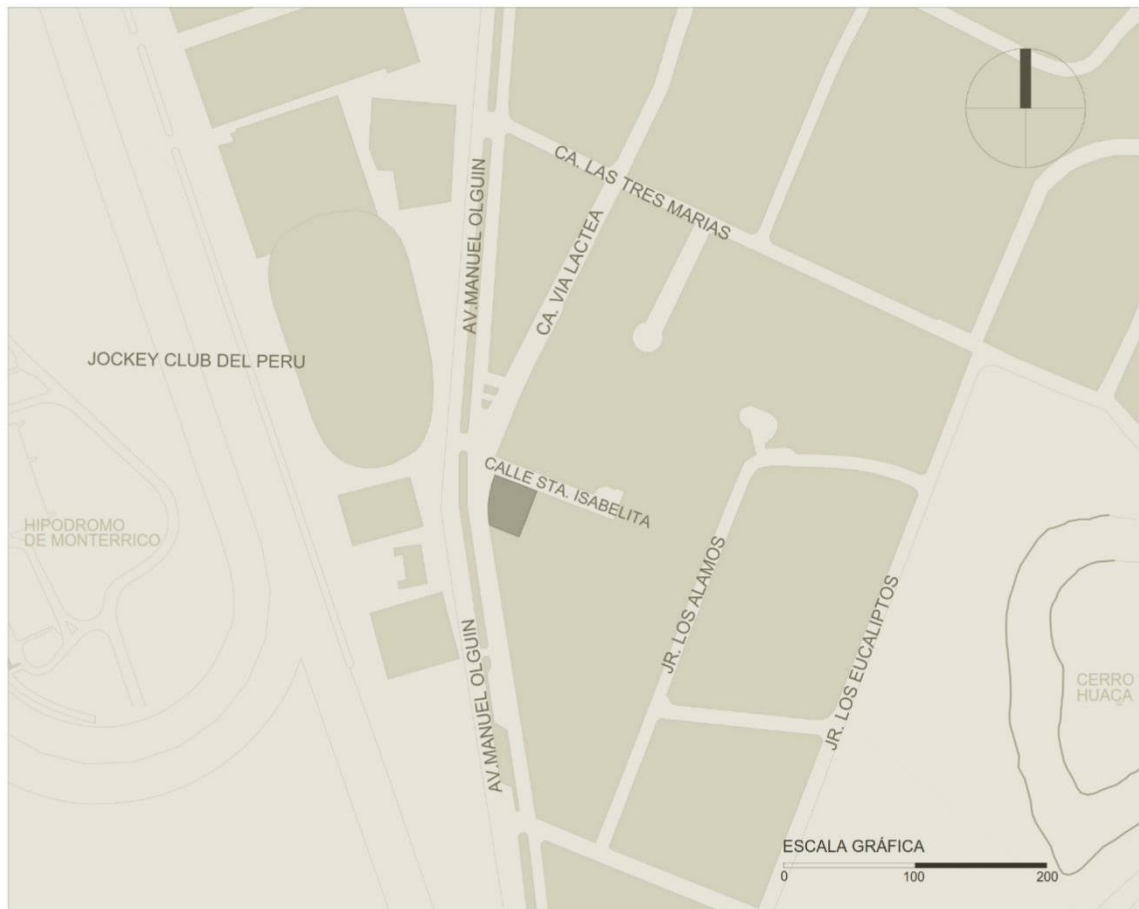 CA. LAS TRES MARIAS
AV.MANUEL OLGUIN
CA. VIA LACTEA
JOCKEY CLUB DEL PERU
CALLE STA. ISABELITA
HIPODROMO
DE MONTERRICO
JR. LOS ALAMOS
JR. LOS EUCALIPTOS
AV.MANUEL OLGUIN
CERRO
HUACA
ESCALA GRÁFICA
0 100 200